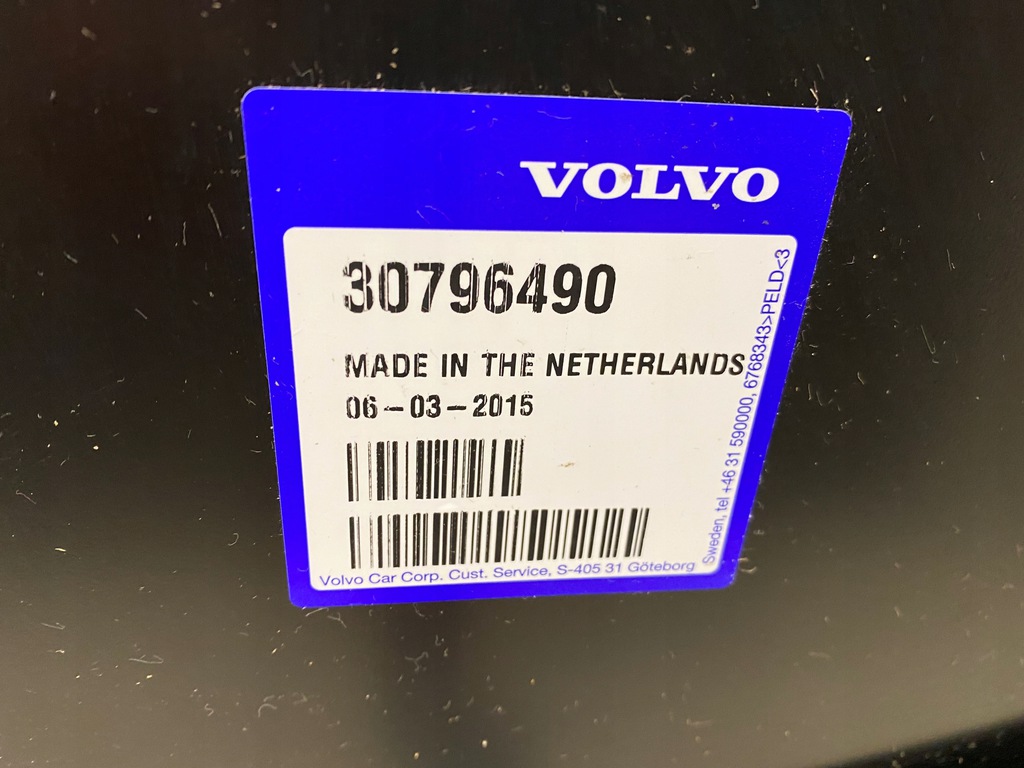 VOLVO
30796490
MADE IN THE NETHERLANDS
06-03-2015
Volvo Car Corp. Cust. Service, S-405 31 Göteborg
Sweden, tel +46 31 590000, 6768343>PELD<3